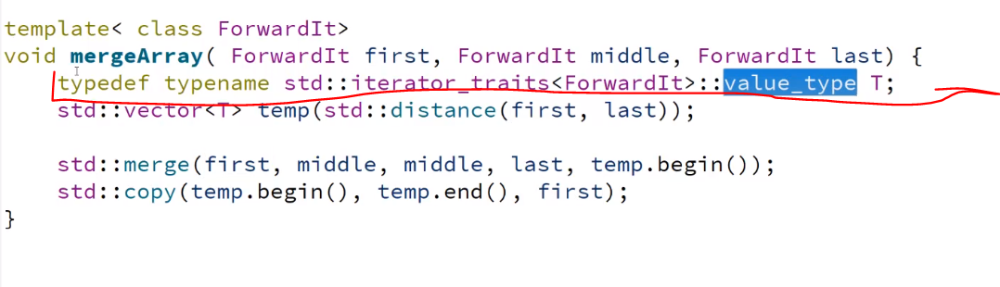 template< class ForwardIt>
void mergeArray( ForwardIt first, ForwardIt middle, ForwardIt last) {
typedef typename std::iterator_traits<ForwardIt>::value_type T;
std::vector<T> temp(std::distance(first, last));
std::merge(first, middle, middle, last, temp.begin());
std::copy(temp.begin(), temp.end(), first);
}